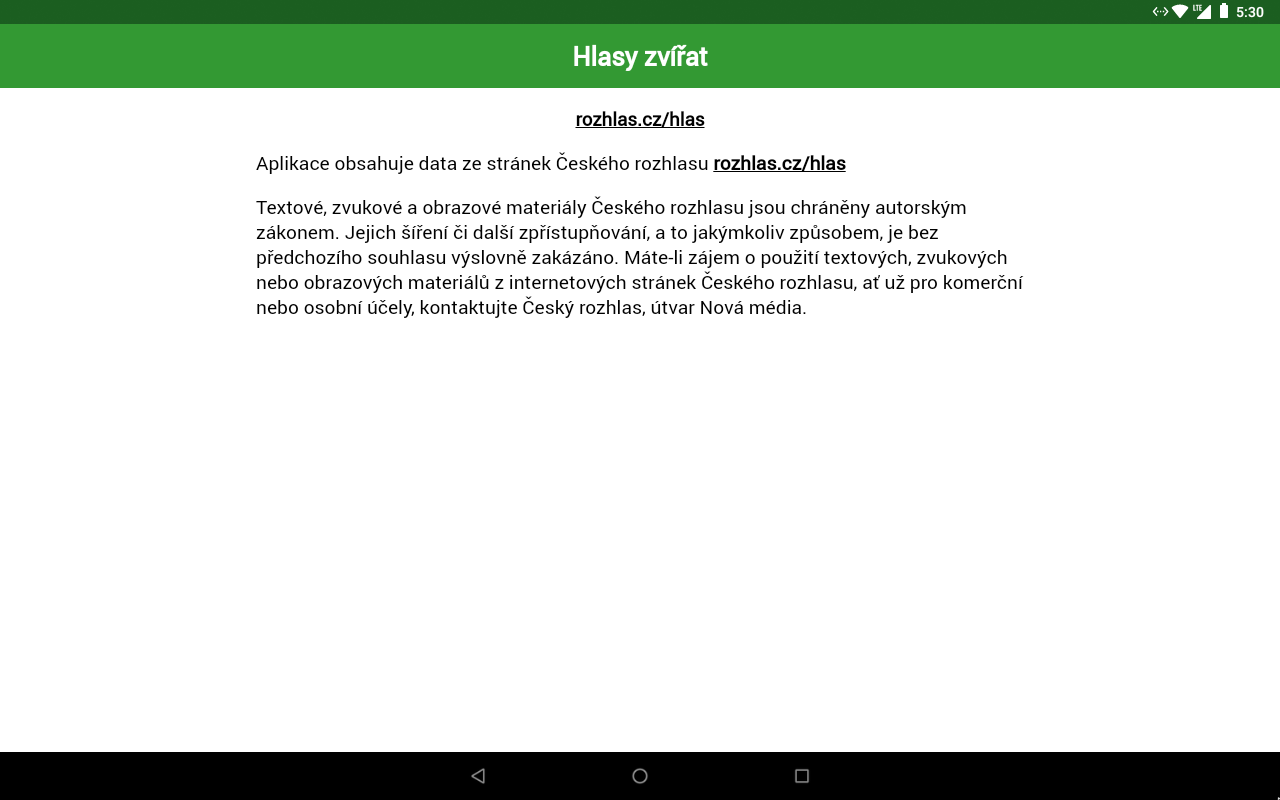 LTE 5:30
Hlasy zvířat
rozhlas.cz/hlas
Aplikace obsahuje data ze stránek Českého rozhlasu rozhlas.cz/hlas
Textové, zvukové a obrazové materiály Českého rozhlasu jsou chráněny autorským
zákonem. Jejich šíření či další zpřístupňování, a to jakýmkoliv způsobem, je bez
předchozího souhlasu výslovně zakázáno. Máte-li zájem o použití textových, zvukových
nebo obrazových materiálů z internetových stránek Českého rozhlasu, ať už pro komerční
nebo osobní účely, kontaktujte Český rozhlas, útvar Nová média.